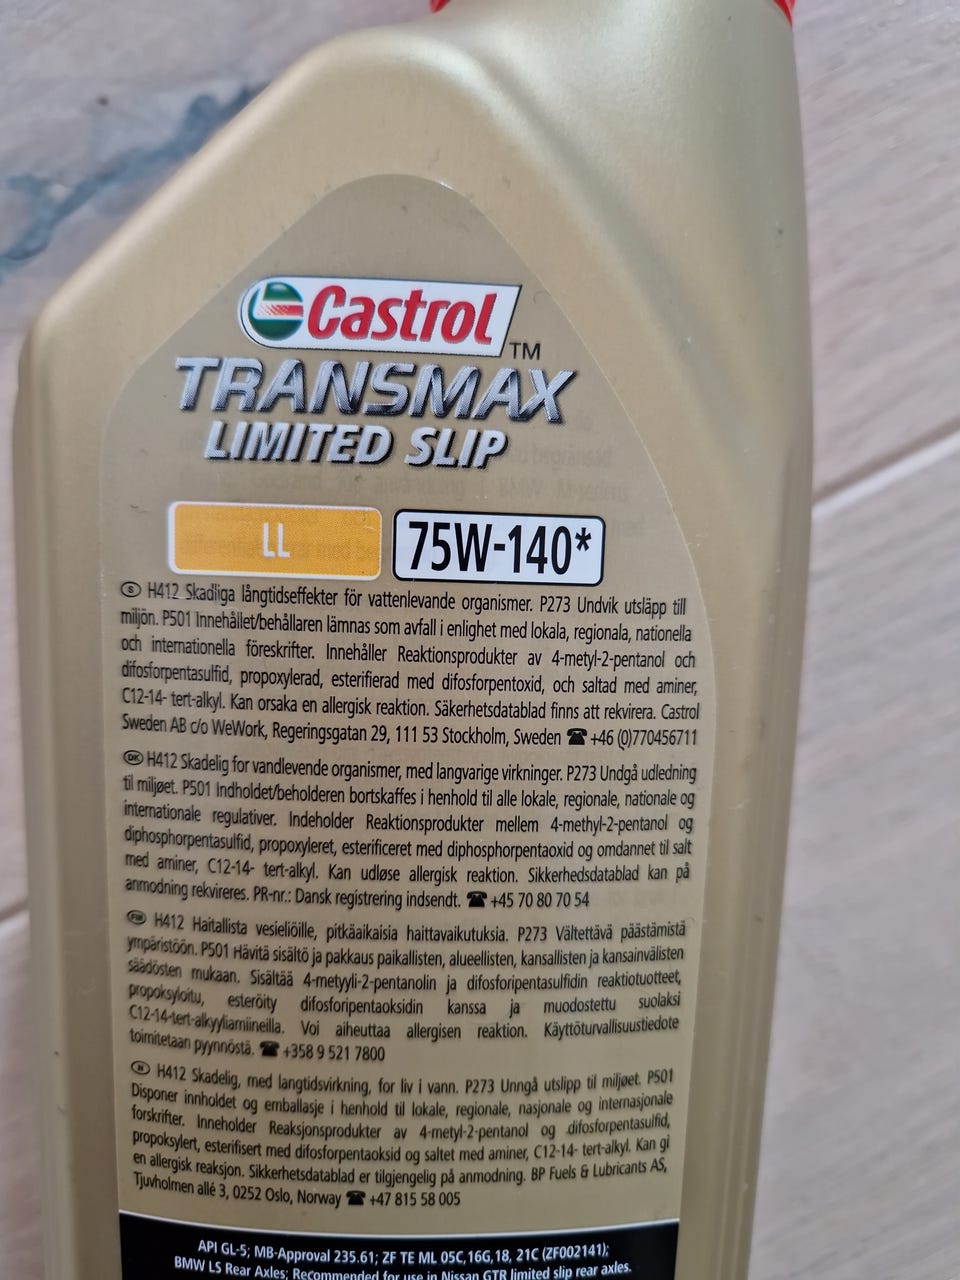 Castrol
TM
TRANSMAX
LIMITED SLIP
LL
75W-140*
S H412 Skadliga långtidseffekter för vattenlevande organismer. P273 Undvik utsläpp till
miljön. P501 Innehållet/behållaren lämnas som avfall i enlighet med lokala, regionala, nationella
och internationella föreskrifter. Innehåller Reaktionsprodukter av 4-metyl-2-pentanol och
difosforpentasulfid, propoxylerad, esterifierad med difosforpentoxid, och saltad med aminer,
C12-14- tert-alkyl. Kan orsaka en allergisk reaktion. Säkerhetsdatablad finns att rekvirera. Castrol
Sweden AB c/o WeWork, Regeringsgatan 29, 111 53 Stockholm, Sweden ☎ +46 (0)770456711
DK H412 Skadelig for vandlevende organismer, med langvarige virkninger. P273 Undgå udledning
til miljøet. P501 Indholdet/beholderen bortskaffes i henhold til alle lokale, regionale, nationale og
internationale regulativer. Indeholder Reaktionsprodukter mellem 4-methyl-2-pentanol og
diphosphorpentasulfid, propoxyleret, esterificeret med diphosphorpentaoxid og omdannet til salt
med aminer, C12-14- tert-alkyl. Kan udløse allergisk reaktion. Sikkerhedsdatablad kan på
anmodning rekvireres. PR-nr.: Dansk registrering indsendt. ☎ +45 70 80 70 54
FIN H412 Haitallista vesieliöille, pitkäaikaisia haittavaikutuksia. P273 Vältettävä päästämistä
ympäristöön. P501 Hävitä sisältö ja pakkaus paikallisten, alueellisten, kansallisten ja kansainvälisten
säädösten mukaan. Sisältää 4-metyyli-2-pentanolin ja difosforipentasulfidin reaktiotuotteet,
propoksyloitu, esteröity difosforipentaoksidin kanssa ja muodostettu suolaksi
C12-14-tert-alkyyliamiineilla. Voi aiheuttaa allergisen reaktion. Käyttöturvallisuustiedote
toimitetaan pyynnöstä. ☎ +358 9 521 7800
N H412 Skadelig, med langtidsvirkning, for liv i vann. P273 Unngå utslipp til miljøet. P501
Disponer innholdet og emballasje i henhold til lokale, regionale, nasjonale og internasjonale
forskrifter. Inneholder Reaksjonsprodukter av 4-metyl-2-pentanol og difosforpentasulfid,
propoksylert, esterifisert med difosforpentaoksid og saltet med aminer, C12-14- tert-alkyl. Kan gi
en allergisk reaksjon. Sikkerhetsdatablad er tilgjengelig på anmodning. BP Fuels & Lubricants AS,
Tjuvholmen allé 3, 0252 Oslo, Norway ☎ +47 815 58 005
API GL-5; MB-Approval 235.61; ZF TE ML 05C,16G,18, 21C (ZF002141);
BMW LS Rear Axles; Recommended for use in Nissan GTR limited slip rear axles.